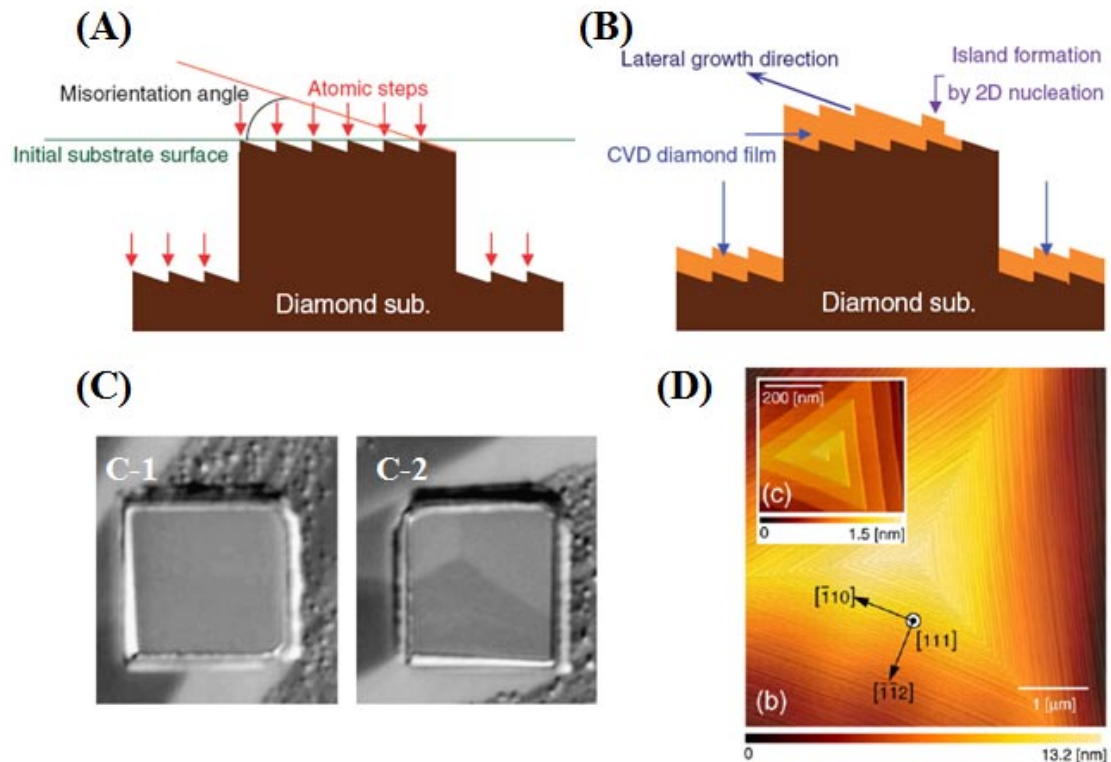 (A)
Misorientation angle
Atomic steps
Initial substrate surface
Diamond sub.
(B)
Lateral growth direction
Island formation
by 2D nucleation
CVD diamond film
Diamond sub.
(C)
C-1
C-2
(D)
200 [nm]
(c)
0 1.5 [nm]
[1̅10]
[111]
[1̅1̅2]
(b)
1 [μm]
0 13.2 [nm]